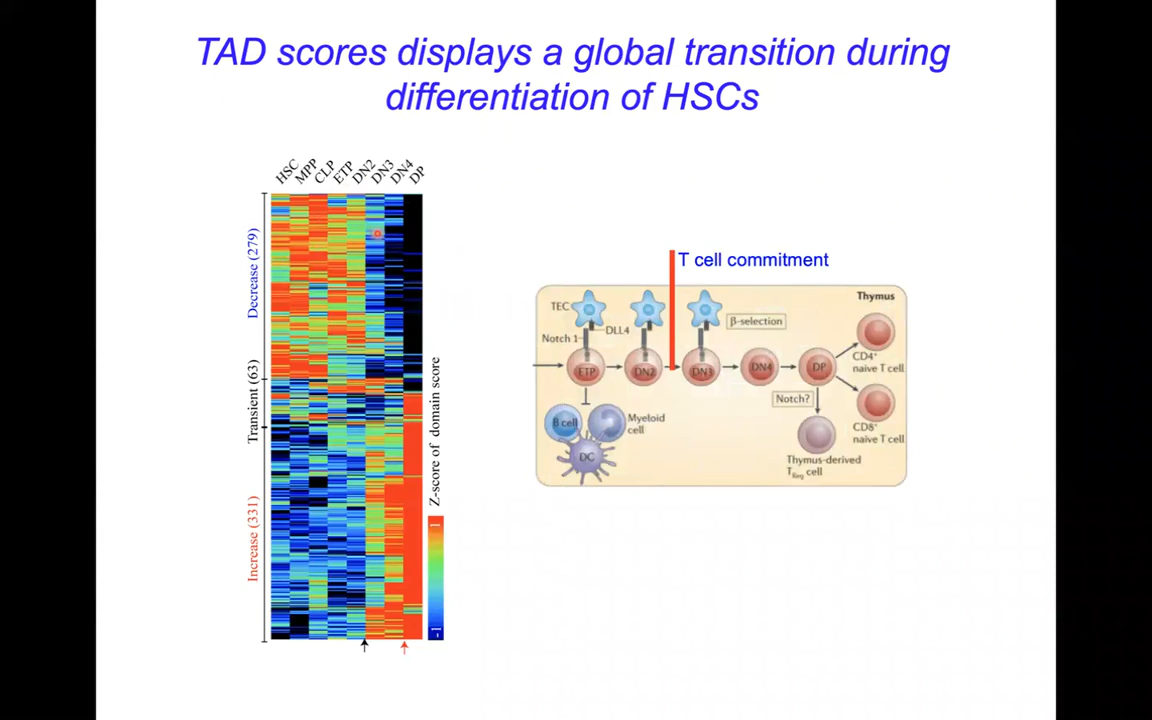 TAD scores displays a global transition during
differentiation of HSCs
HSC
MPP
CLP
ETP
DN2
DN3
DN4
DP
Decrease (279)
Transient (63)
Increase (331)
Z-score of domain score
1
-1
T cell commitment
Thymus
TEC
DLL4
Notch 1
β-selection
ETP
DN2
DN3
DN4
DP
CD4⁺
naive T cell
Notch?
B cell
Myeloid
cell
DC
CD8⁺
naive T cell
Thymus-derived
TReg cell